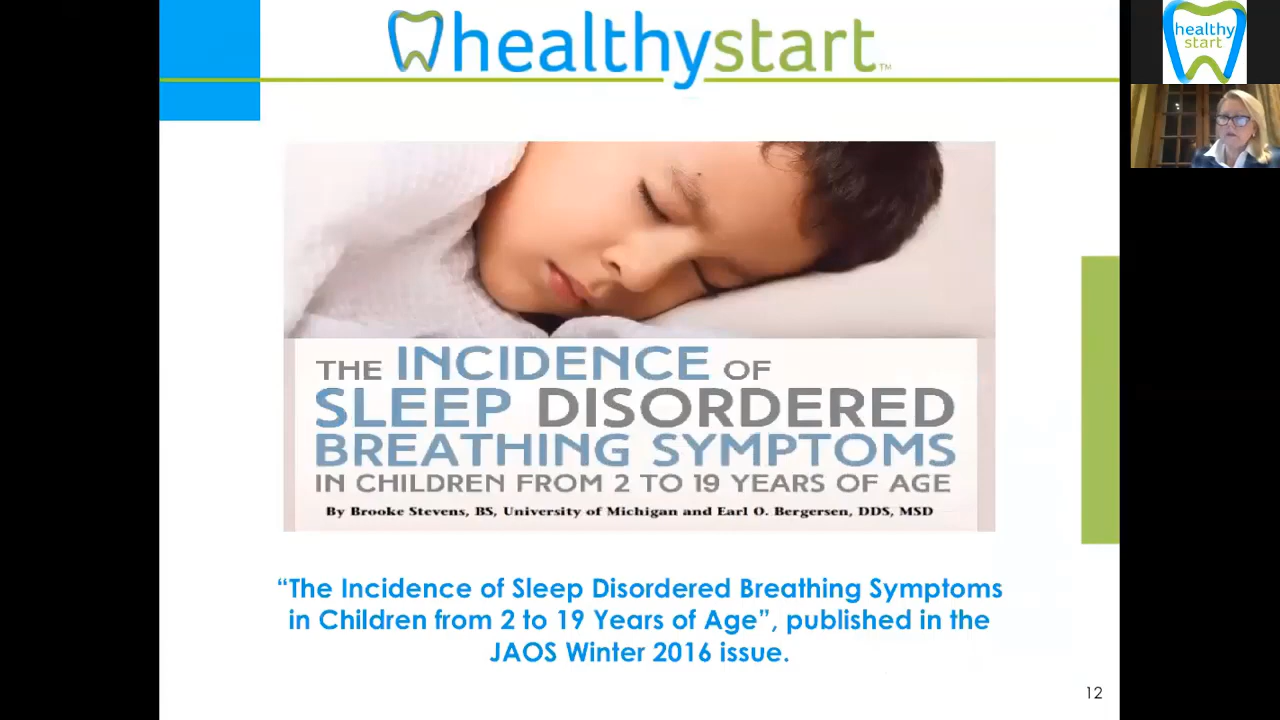 healthystart™
healthy
start
THE INCIDENCE OF
SLEEP DISORDERED
BREATHING SYMPTOMS
IN CHILDREN FROM 2 TO 19 YEARS OF AGE
By Brooke Stevens, BS, University of Michigan and Earl O. Bergersen, DDS, MSD
“The Incidence of Sleep Disordered Breathing Symptoms
in Children from 2 to 19 Years of Age”, published in the
JAOS Winter 2016 issue.
12